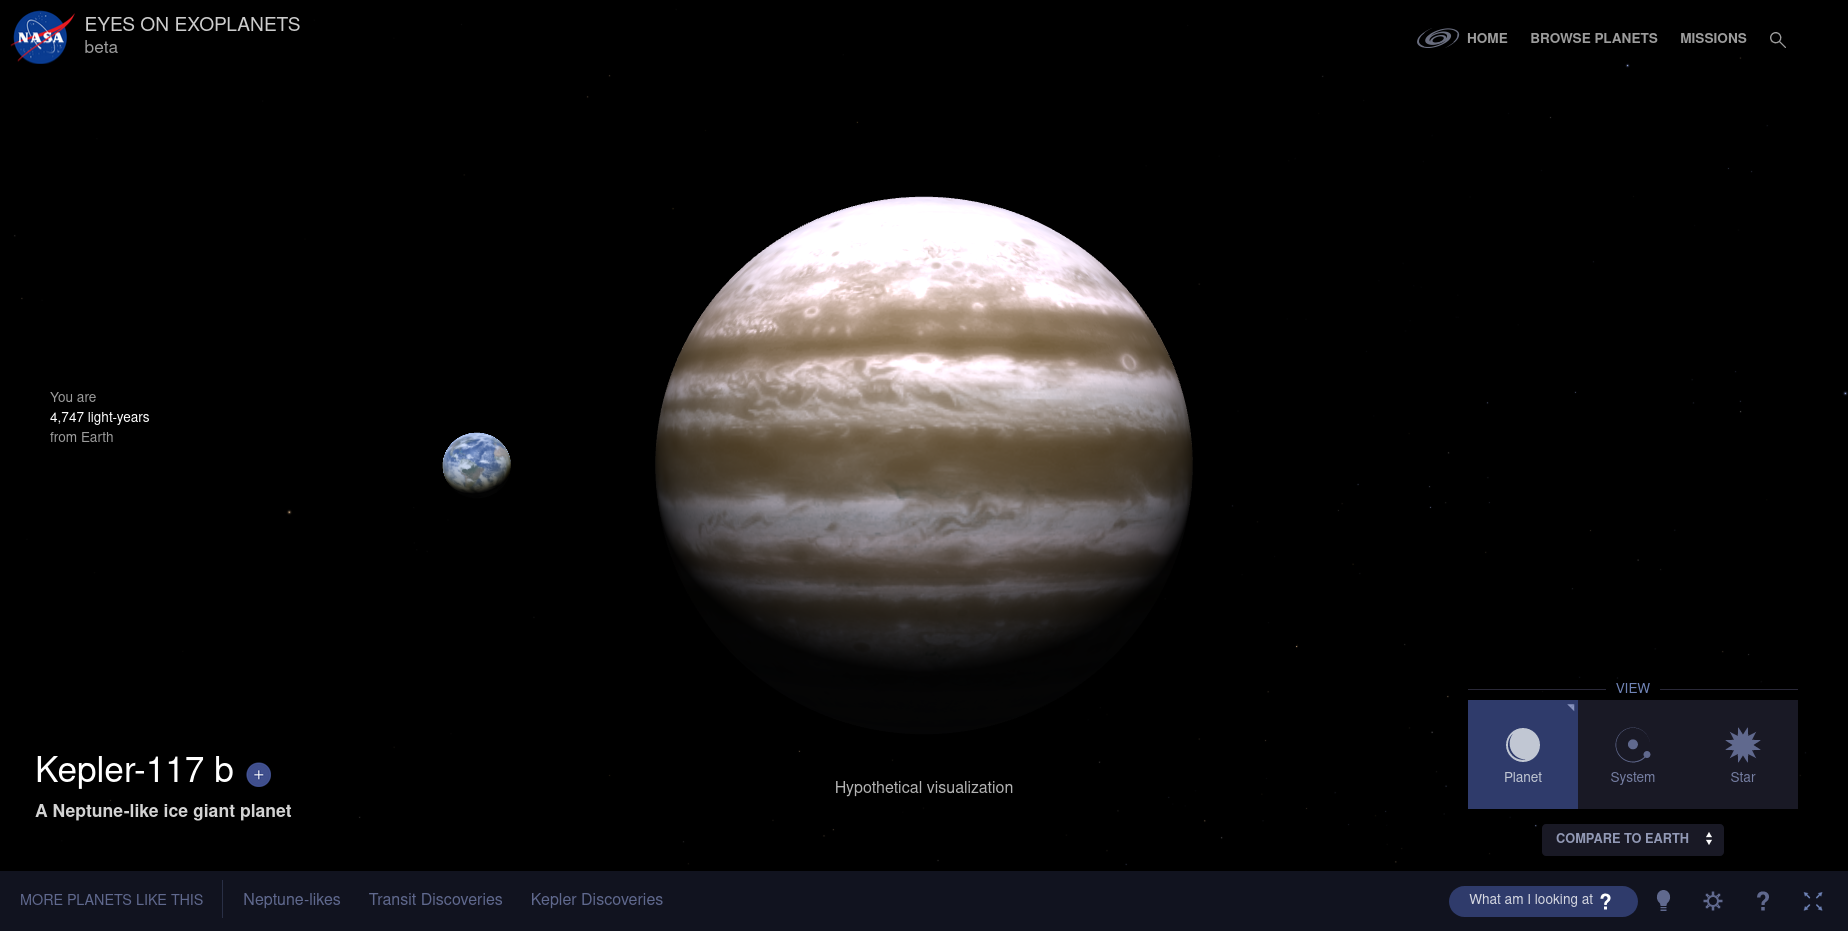 NASA
EYES ON EXOPLANETS
beta
HOME
BROWSE PLANETS
MISSIONS
You are
4,747 light-years
from Earth
Kepler-117 b +
A Neptune-like ice giant planet
Hypothetical visualization
VIEW
Planet
System
Star
COMPARE TO EARTH
MORE PLANETS LIKE THIS
Neptune-likes
Transit Discoveries
Kepler Discoveries
What am I looking at ?
?